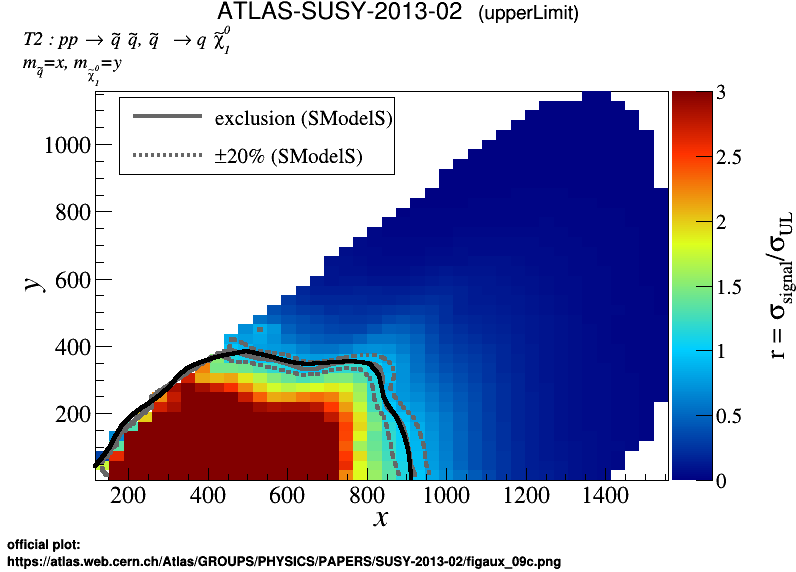 ATLAS-SUSY-2013-02 (upperLimit)
T2 : pp → q̃ q̃, q̃ → q χ̃₁⁰
m_q̃=x, m_χ̃₁⁰=y
exclusion (SModelS)
±20% (SModelS)
1000
800
600
400
200
y
200 400 600 800 1000 1200 1400
x
3
2.5
2
1.5
1
0.5
0
r = σ_signal/σ_UL
official plot:
https://atlas.web.cern.ch/Atlas/GROUPS/PHYSICS/PAPERS/SUSY-2013-02/figaux_09c.png